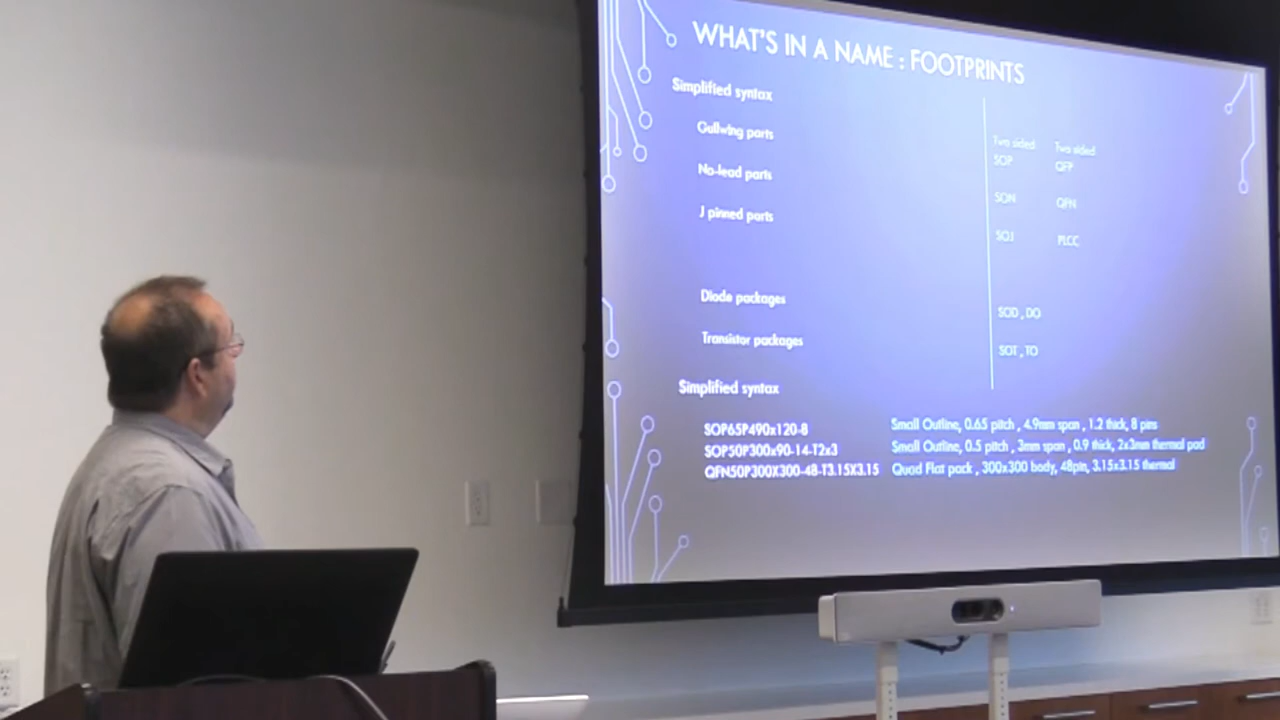 WHAT'S IN A NAME : FOOTPRINTS
Simplified syntax
Two sided Two sided
Gullwing parts SOP QFP
No-lead parts SON QFN
J pinned parts SOJ PLCC
Diode packages SOD , DO
Transistor packages SOT , TO
Simplified syntax
SOP65P490x120-8 Small Outline, 0.65 pitch , 4.9mm span , 1.2 thick, 8 pins
SOP50P300x90-14-T2x3 Small Outline, 0.5 pitch , 3mm span , 0.9 thick, 2x3mm thermal pad
QFN50P300X300-48-T3.15X3.15 Quad Flat pack , 300x300 body, 48pin, 3.15x3.15 thermal